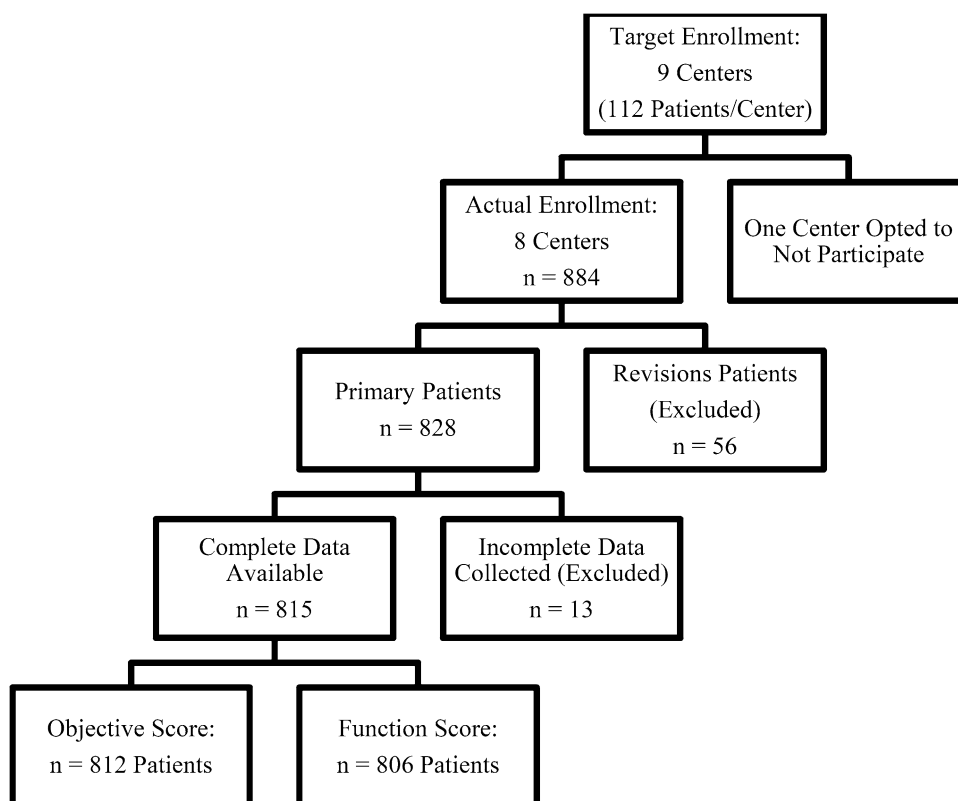 Target Enrollment:
9 Centers
(112 Patients/Center)
Actual Enrollment:
8 Centers
n = 884
One Center Opted to
Not Participate
Primary Patients
n = 828
Revisions Patients
(Excluded)
n = 56
Complete Data
Available
n = 815
Incomplete Data
Collected (Excluded)
n = 13
Objective Score:
n = 812 Patients
Function Score:
n = 806 Patients